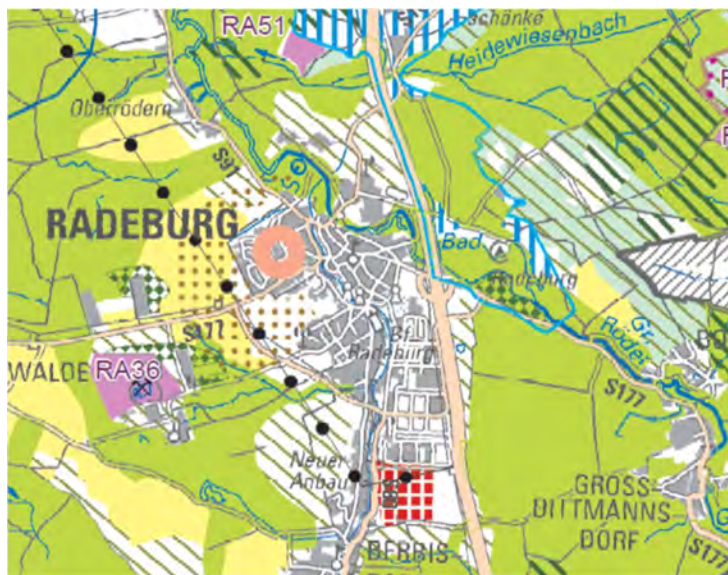 RA51
schänke
Heidewiesenbach
Oberrödern
S91
RADEBURG
Bad
Radeburg
Gr.
Röder
S177
Bf.
Radeburg
WALDE
RA36
S177
Neuer
Anbau
GROSS-
DITTMANNS
DORF
S177
BERBIS